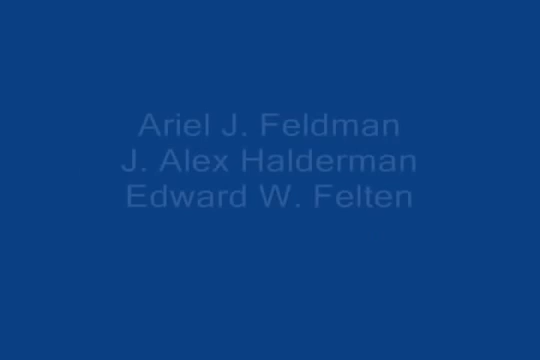 Ariel J. Feldman
J. Alex Halderman
Edward W. Felten